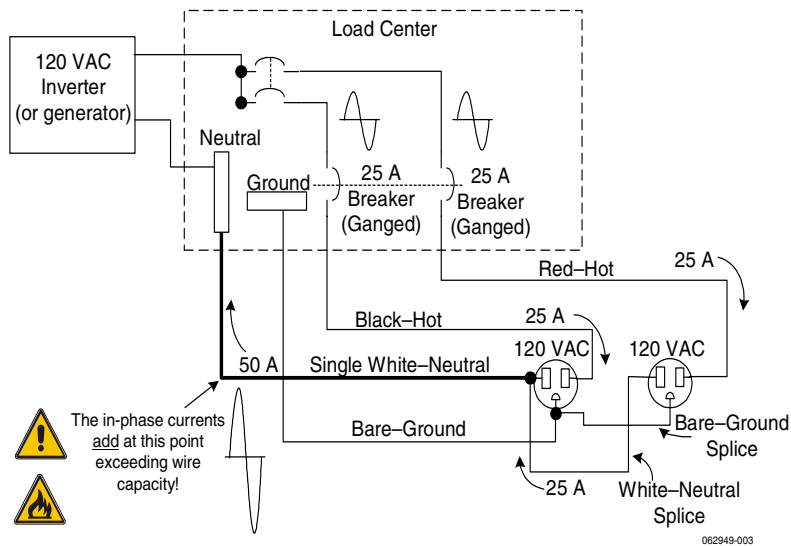 Load Center
120 VAC
Inverter
(or generator)
Neutral
Ground
25 A
Breaker
(Ganged)
25 A
Breaker
(Ganged)
Red–Hot
25 A
Black–Hot
25 A
50 A
Single White–Neutral
120 VAC
120 VAC
The in-phase currents
add at this point
exceeding wire
capacity!
Bare–Ground
Bare–Ground
Splice
25 A
White–Neutral
Splice
062949-003